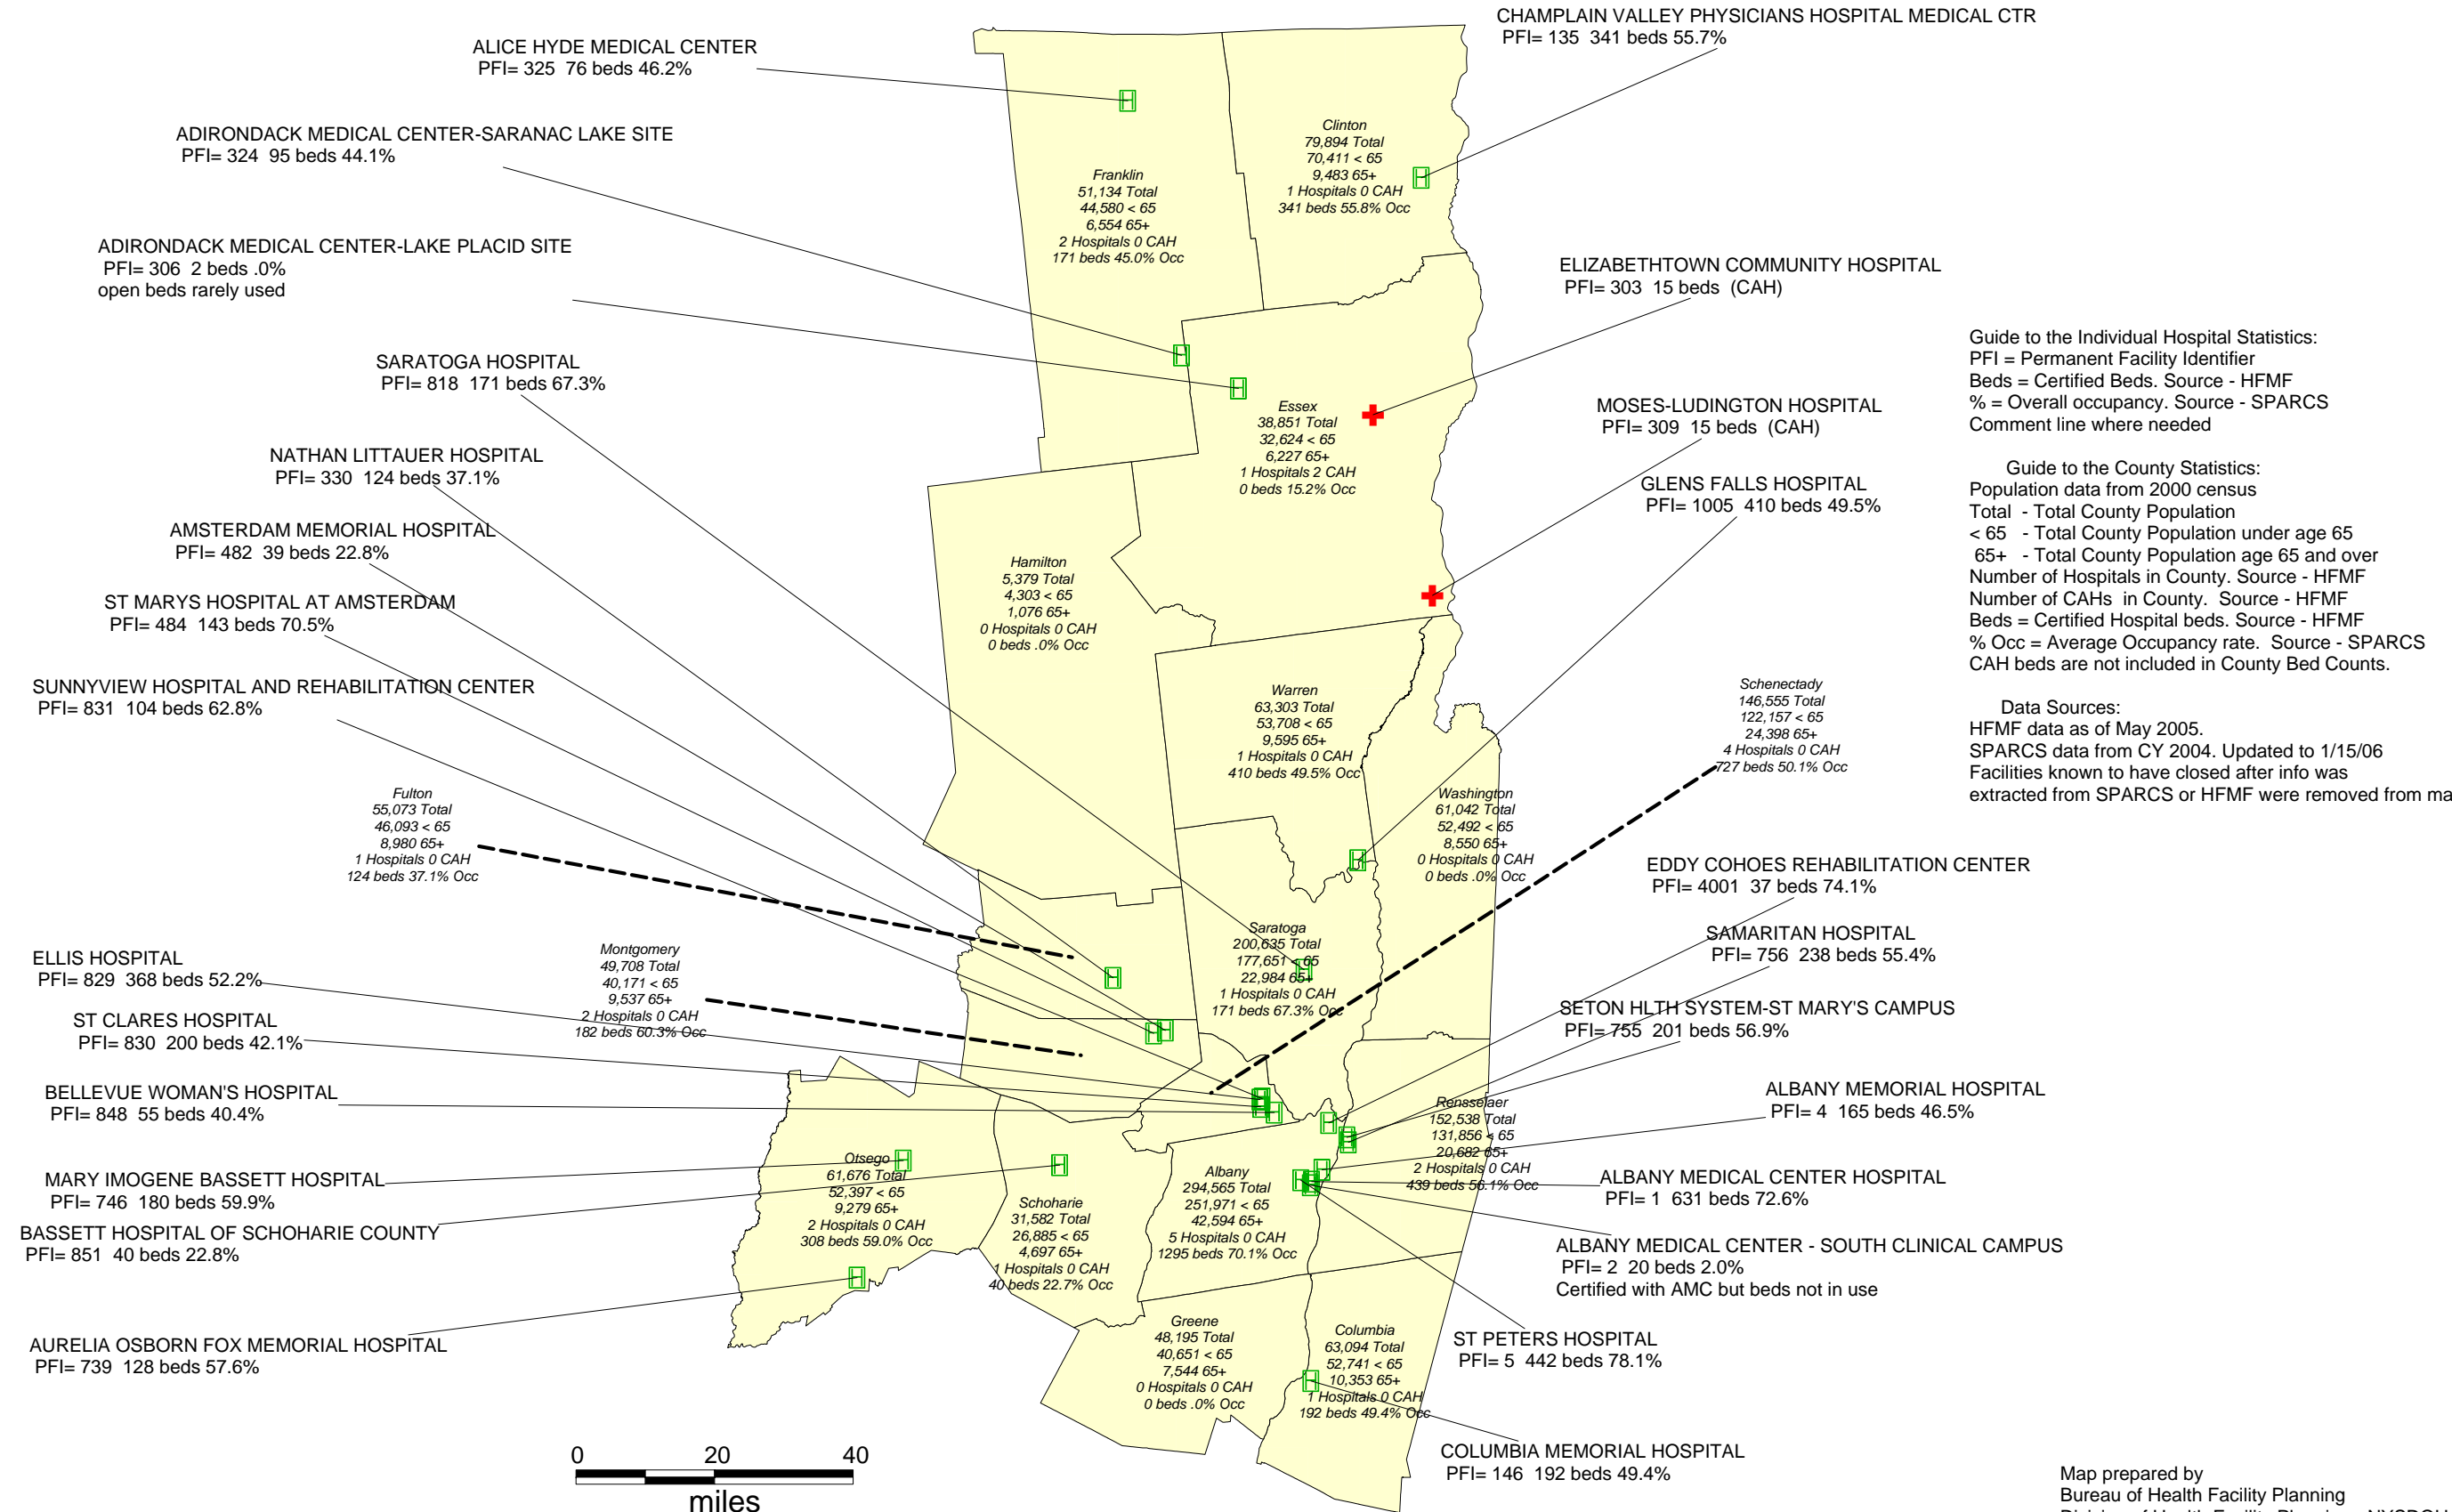 CHAMPLAIN VALLEY PHYSICIANS HOSPITAL MEDICAL CTR
PFI= 135  341 beds 55.7%
ALICE HYDE MEDICAL CENTER
PFI= 325  76 beds 46.2%
ADIRONDACK MEDICAL CENTER-SARANAC LAKE SITE
PFI= 324  95 beds 44.1%
ADIRONDACK MEDICAL CENTER-LAKE PLACID SITE
PFI= 306  2 beds .0%
open beds rarely used
SARATOGA HOSPITAL
PFI= 818  171 beds 67.3%
NATHAN LITTAUER HOSPITAL
PFI= 330  124 beds 37.1%
AMSTERDAM MEMORIAL HOSPITAL
PFI= 482  39 beds 22.8%
ST MARYS HOSPITAL AT AMSTERDAM
PFI= 484  143 beds 70.5%
SUNNYVIEW HOSPITAL AND REHABILITATION CENTER
PFI= 831  104 beds 62.8%
Fulton
55,073 Total
46,093 < 65
8,980 65+
1 Hospitals 0 CAH
124 beds 37.1% Occ
Montgomery
49,708 Total
40,171 < 65
9,537 65+
2 Hospitals 0 CAH
182 beds 60.3% Occ
ELLIS HOSPITAL
PFI= 829  368 beds 52.2%
ST CLARES HOSPITAL
PFI= 830  200 beds 42.1%
BELLEVUE WOMAN'S HOSPITAL
PFI= 848  55 beds 40.4%
MARY IMOGENE BASSETT HOSPITAL
PFI= 746  180 beds 59.9%
BASSETT HOSPITAL OF SCHOHARIE COUNTY
PFI= 851  40 beds 22.8%
AURELIA OSBORN FOX MEMORIAL HOSPITAL
PFI= 739  128 beds 57.6%
Clinton
79,894 Total
70,411 < 65
9,483 65+
1 Hospitals 0 CAH
341 beds 55.8% Occ
Franklin
51,134 Total
44,580 < 65
6,554 65+
2 Hospitals 0 CAH
171 beds 45.0% Occ
Essex
38,851 Total
32,624 < 65
6,227 65+
1 Hospitals 2 CAH
0 beds 15.2% Occ
Hamilton
5,379 Total
4,303 < 65
1,076 65+
0 Hospitals 0 CAH
0 beds .0% Occ
Warren
63,303 Total
53,708 < 65
9,595 65+
1 Hospitals 0 CAH
410 beds 49.5% Occ
Washington
61,042 Total
52,492 < 65
8,550 65+
0 Hospitals 0 CAH
0 beds .0% Occ
Saratoga
200,635 Total
177,651 < 65
22,984 65+
1 Hospitals 0 CAH
171 beds 67.3% Occ
Rensselaer
152,538 Total
131,856 < 65
20,682 65+
2 Hospitals 0 CAH
439 beds 56.1% Occ
Otsego
61,676 Total
52,397 < 65
9,279 65+
2 Hospitals 0 CAH
308 beds 59.0% Occ
Schoharie
31,582 Total
26,885 < 65
4,697 65+
1 Hospitals 0 CAH
40 beds 22.7% Occ
Albany
294,565 Total
251,971 < 65
42,594 65+
5 Hospitals 0 CAH
1295 beds 70.1% Occ
Greene
48,195 Total
40,651 < 65
7,544 65+
0 Hospitals 0 CAH
0 beds .0% Occ
Columbia
63,094 Total
52,741 < 65
10,353 65+
1 Hospitals 0 CAH
192 beds 49.4% Occ
ELIZABETHTOWN COMMUNITY HOSPITAL
PFI= 303  15 beds  (CAH)
MOSES-LUDINGTON HOSPITAL
PFI= 309  15 beds  (CAH)
GLENS FALLS HOSPITAL
PFI= 1005  410 beds 49.5%
Schenectady
146,555 Total
122,157 < 65
24,398 65+
4 Hospitals 0 CAH
727 beds 50.1% Occ
EDDY COHOES REHABILITATION CENTER
PFI= 4001  37 beds 74.1%
SAMARITAN HOSPITAL
PFI= 756  238 beds 55.4%
SETON HLTH SYSTEM-ST MARY'S CAMPUS
PFI= 755  201 beds 56.9%
ALBANY MEMORIAL HOSPITAL
PFI= 4  165 beds 46.5%
ALBANY MEDICAL CENTER HOSPITAL
PFI= 1  631 beds 72.6%
ALBANY MEDICAL CENTER - SOUTH CLINICAL CAMPUS
PFI= 2  20 beds 2.0%
Certified with AMC but beds not in use
ST PETERS HOSPITAL
PFI= 5  442 beds 78.1%
COLUMBIA MEMORIAL HOSPITAL
PFI= 146  192 beds 49.4%
Guide to the Individual Hospital Statistics:
PFI = Permanent Facility Identifier
Beds = Certified Beds. Source - HFMF
% = Overall occupancy. Source - SPARCS
Comment line where needed
Guide to the County Statistics:
Population data from 2000 census
Total  - Total County Population
< 65   - Total County Population under age 65
65+   - Total County Population age 65 and over
Number of Hospitals in County. Source - HFMF
Number of CAHs  in County.  Source - HFMF
Beds = Certified Hospital beds. Source - HFMF
% Occ = Average Occupancy rate.  Source - SPARCS
CAH beds are not included in County Bed Counts.
Data Sources:
HFMF data as of May 2005.
SPARCS data from CY 2004. Updated to 1/15/06
Facilities known to have closed after info was
extracted from SPARCS or HFMF were removed from ma
0 20 40
miles
Map prepared by
Bureau of Health Facility Planning